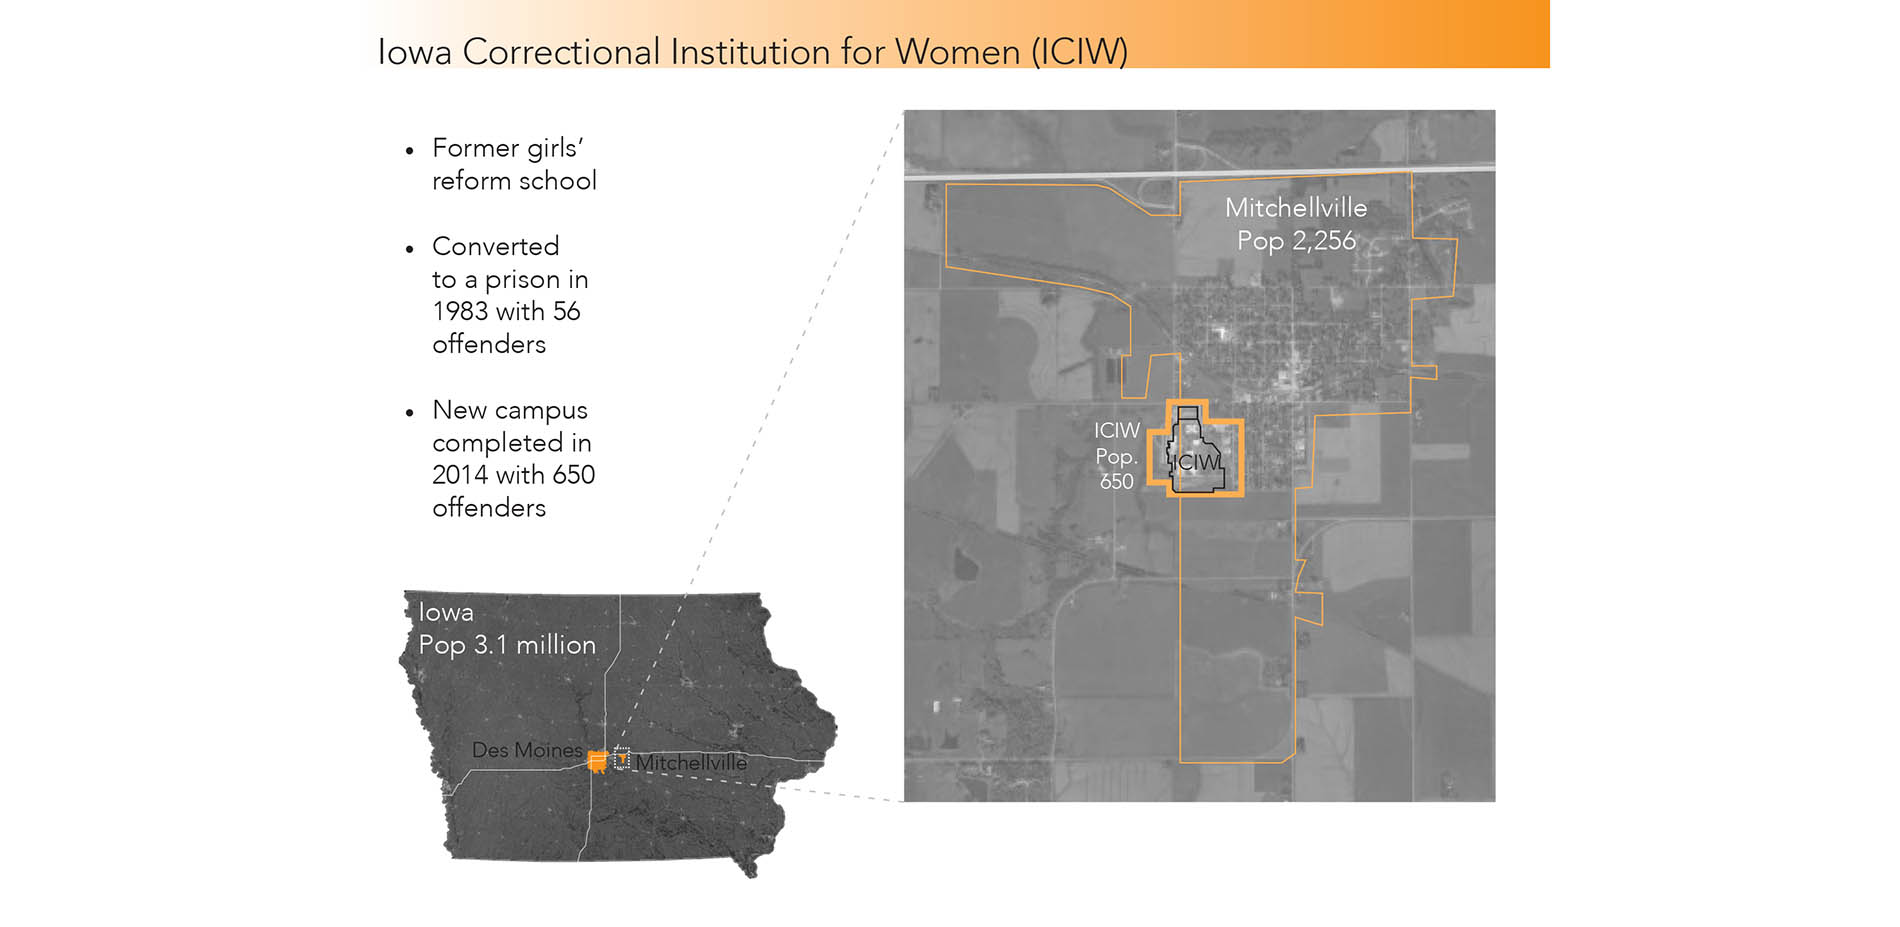 Iowa Correctional Institution for Women (ICIW)
• Former girls’
reform school
• Converted
to a prison in
1983 with 56
offenders
• New campus
completed in
2014 with 650
offenders
Iowa
Pop 3.1 million
Des Moines
Mitchellville
Mitchellville
Pop 2,256
ICIW
Pop.
650
ICIW